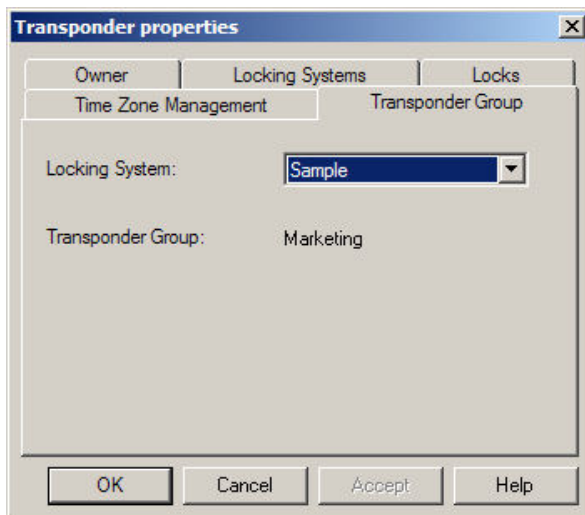 Transponder properties
Owner Locking Systems Locks
Time Zone Management Transponder Group
Locking System: Sample
Transponder Group: Marketing
OK Cancel Accept Help